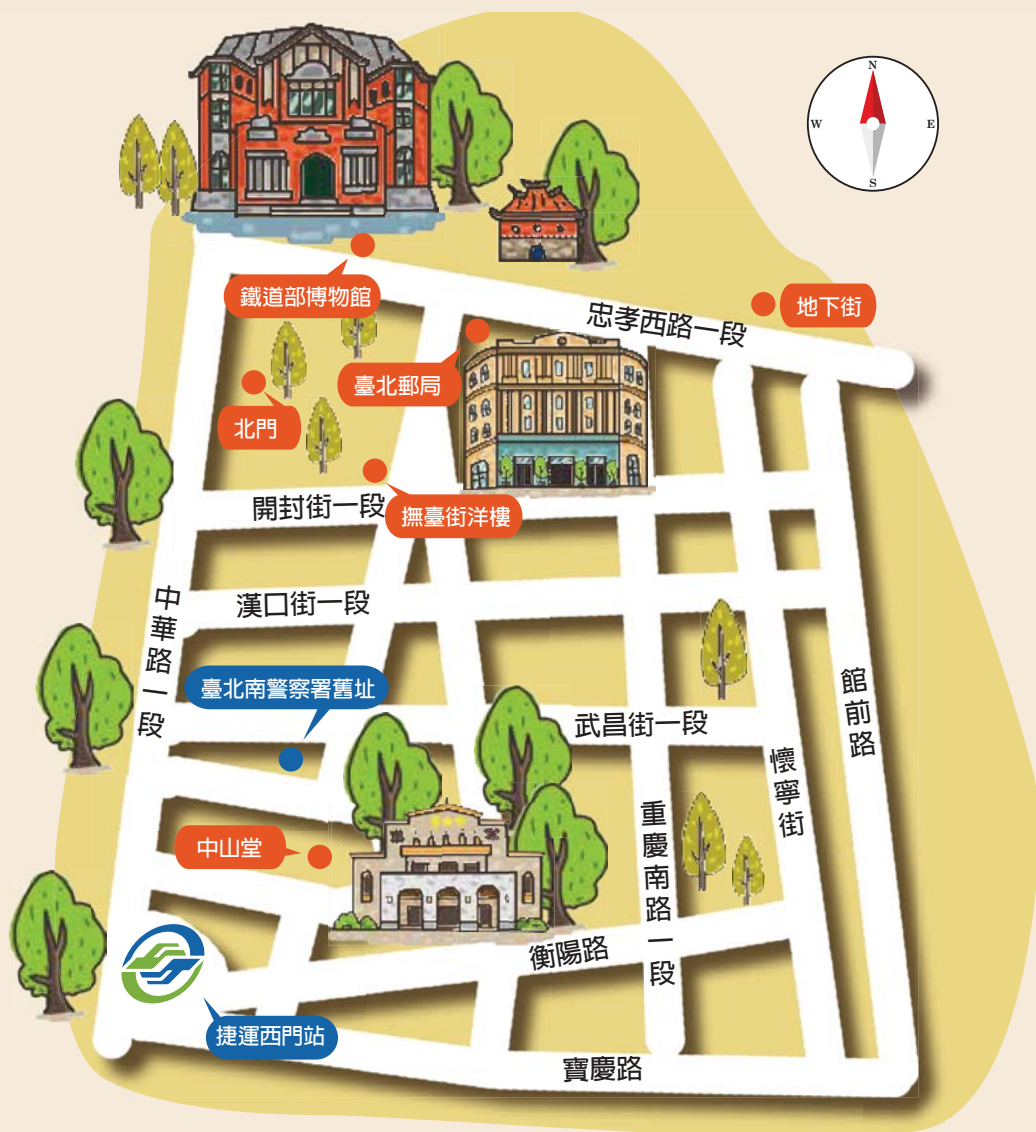 N
W
E
S
鐵道部博物館
忠孝西路一段
地下街
臺北郵局
北門
開封街一段
撫臺街洋樓
漢口街一段
中華路一段
臺北南警察署舊址
武昌街一段
館前路
懷寧街
重慶南路一段
中山堂
衡陽路
捷運西門站
寶慶路